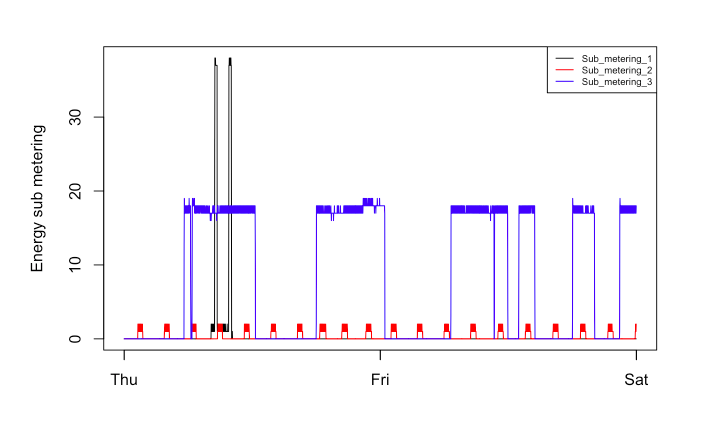 Sub_metering_1
Sub_metering_2
Sub_metering_3
Energy sub metering
30
20
10
0
Thu Fri Sat